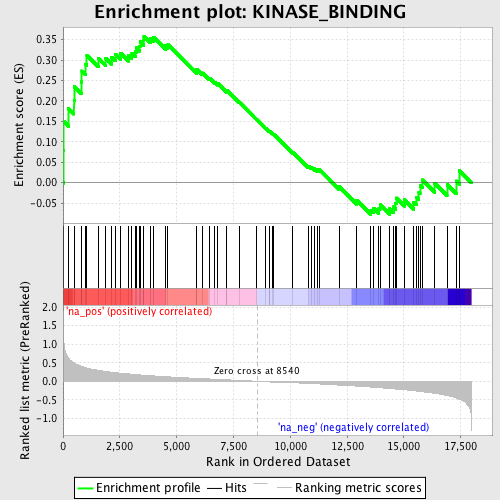 Enrichment plot: KINASE_BINDING
Enrichment score (ES)
0.35
0.30
0.25
0.20
0.15
0.10
0.05
0.00
-0.05
'na_pos' (positively correlated)
Ranked list metric (PreRanked)
2.0
1.5
1.0
0.5
0.0
-0.5
-1.0
Zero cross at 8540
'na_neg' (negatively correlated)
0
2,500
5,000
7,500
10,000
12,500
15,000
17,500
Rank in Ordered Dataset
Enrichment profile
Hits
Ranking metric scores